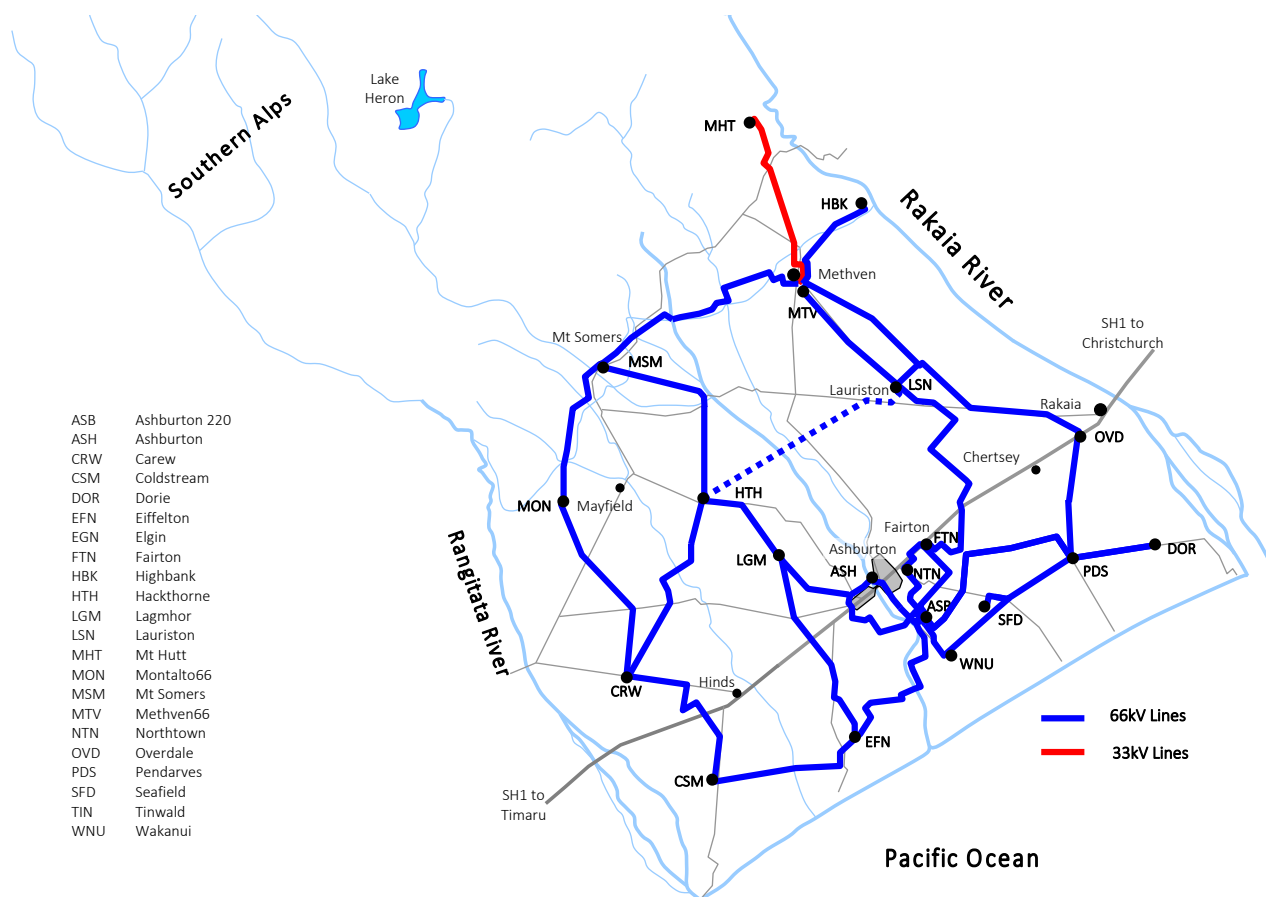 Lake
Heron
Southern Alps
MHT
HBK
Rakaia River
Methven
MTV
SH1 to
Christchurch
Mt Somers
MSM
Lauriston
LSN
Rakaia
OVD
ASB Ashburton 220
ASH Ashburton
CRW Carew
CSM Coldstream
DOR Dorie
EFN Eiffelton
EGN Elgin
FTN Fairton
HBK Highbank
HTH Hackthorne
LGM Lagmhor
LSN Lauriston
MHT Mt Hutt
MON Montalto66
MSM Mt Somers
MTV Methven66
NTN Northtown
OVD Overdale
PDS Pendarves
SFD Seafield
TIN Tinwald
WNU Wakanui
Chertsey
HTH
MON
Mayfield
Rangitata River
Fairton
FTN
Ashburton
LGM
ASH
NTN
DOR
PDS
ASB
SFD
WNU
CRW
Hinds
EFN
CSM
66kV Lines
33kV Lines
SH1 to
Timaru
Pacific Ocean